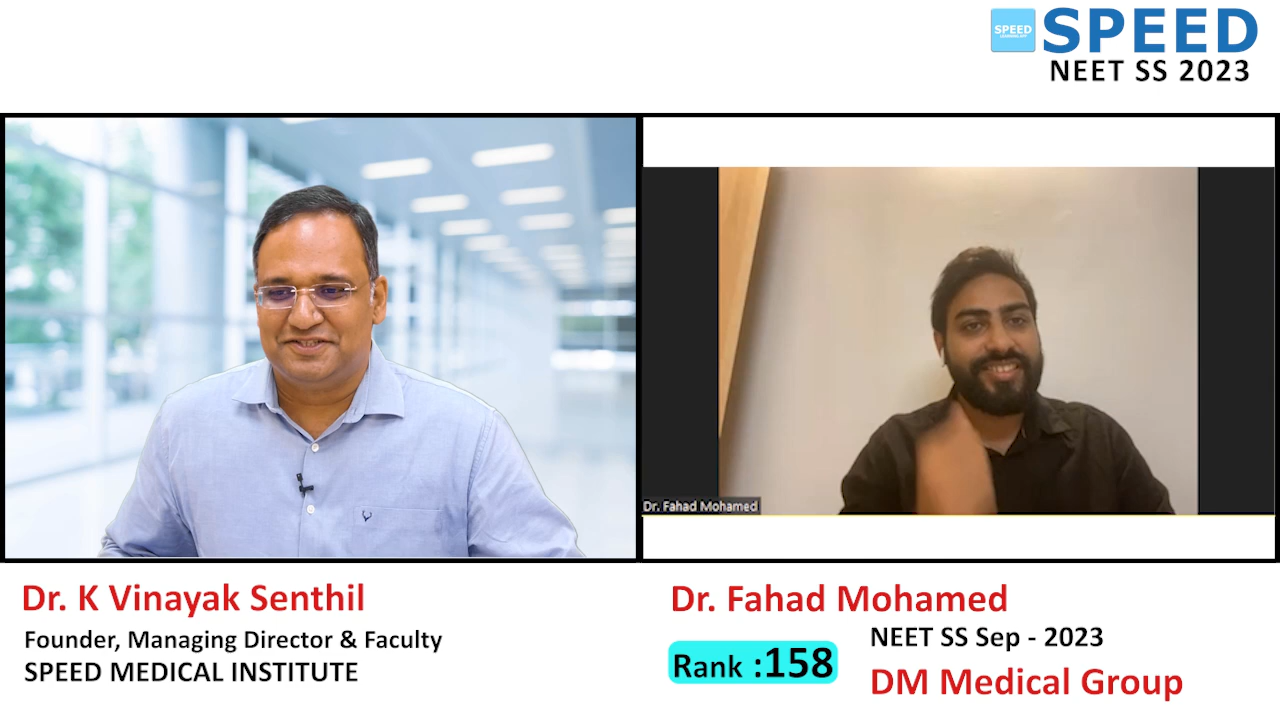 SPEED
SPEED
NEET SS 2023
Dr. Fahad Mohamed
Dr. K Vinayak Senthil
Founder, Managing Director & Faculty
SPEED MEDICAL INSTITUTE
Dr. Fahad Mohamed
Rank :158
NEET SS Sep - 2023
DM Medical Group